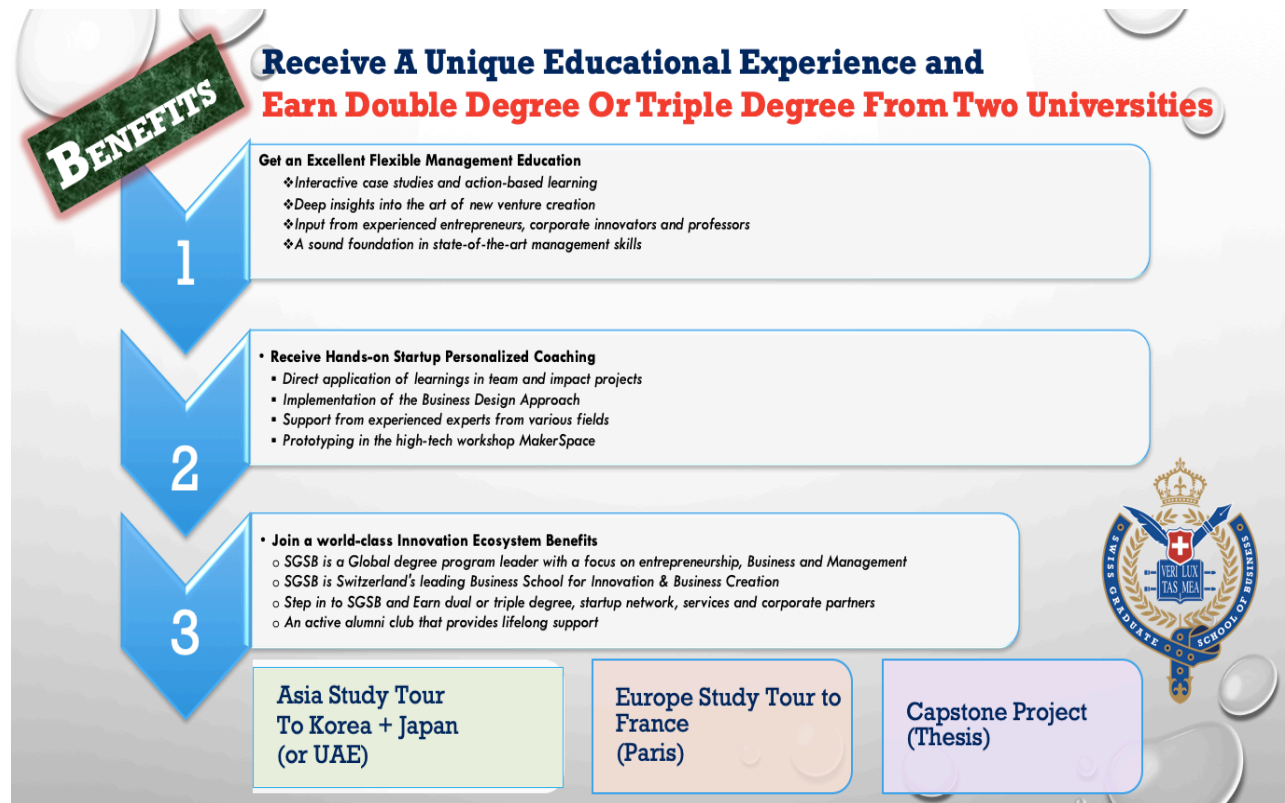 BENEFITS
Receive A Unique Educational Experience and
Earn Double Degree Or Triple Degree From Two Universities
1
Get an Excellent Flexible Management Education
❖Interactive case studies and action-based learning
❖Deep insights into the art of new venture creation
❖Input from experienced entrepreneurs, corporate innovators and professors
❖A sound foundation in state-of-the-art management skills
2
• Receive Hands-on Startup Personalized Coaching
▪ Direct application of learnings in team and impact projects
▪ Implementation of the Business Design Approach
▪ Support from experienced experts from various fields
▪ Prototyping in the high-tech workshop MakerSpace
3
• Join a world-class Innovation Ecosystem Benefits
o SGSB is a Global degree program leader with a focus on entrepreneurship, Business and Management
o SGSB is Switzerland's leading Business School for Innovation & Business Creation
o Step in to SGSB and Earn dual or triple degree, startup network, services and corporate partners
o An active alumni club that provides lifelong support
SWISS GRADUATE SCHOOL OF BUSINESS
VERI LUX
TAS MEA
Asia Study Tour
To Korea + Japan
(or UAE)
Europe Study Tour to
France
(Paris)
Capstone Project
(Thesis)